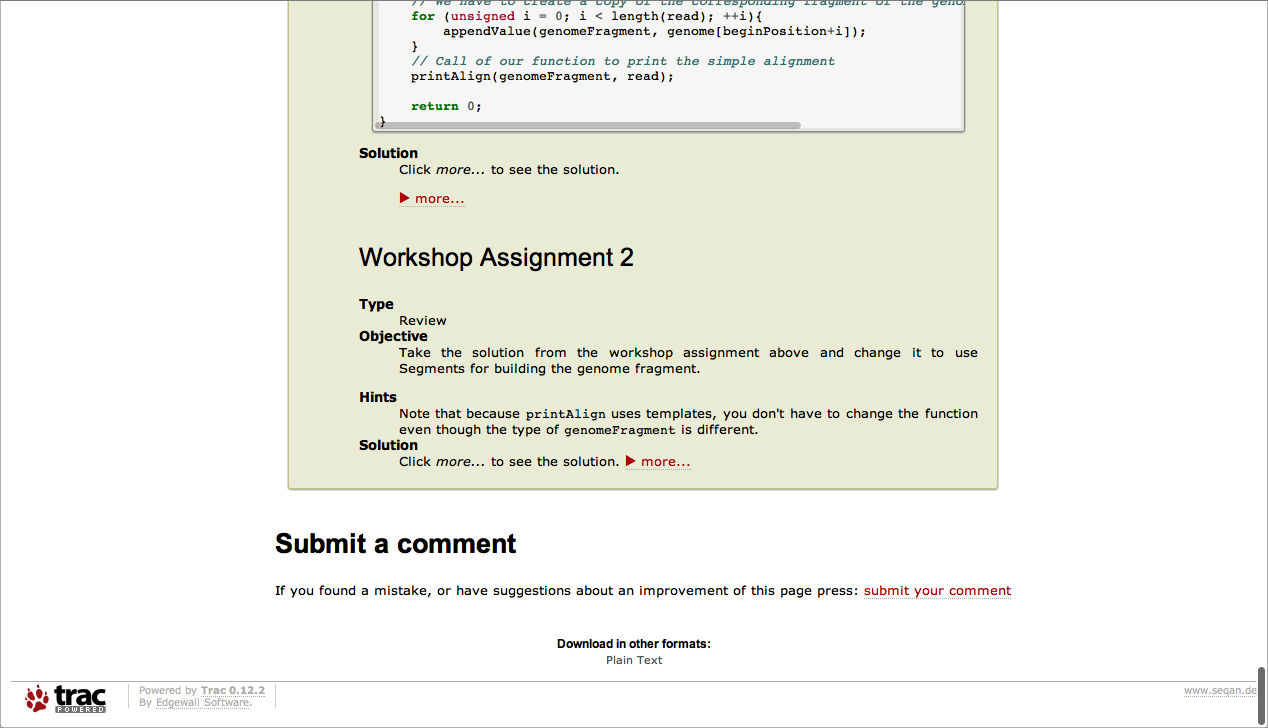 // We have to create a copy of the corresponding fragment of the geno
for (unsigned i = 0; i < length(read); ++i){
appendValue(genomeFragment, genome[beginPosition+i]);
}
// Call of our function to print the simple alignment
printAlign(genomeFragment, read);
return 0;
}
Solution
Click more... to see the solution.
▶ more...
Workshop Assignment 2
Type
Review
Objective
Take the solution from the workshop assignment above and change it to use
Segments for building the genome fragment.
Hints
Note that because printAlign uses templates, you don't have to change the function
even though the type of genomeFragment is different.
Solution
Click more... to see the solution. ▶ more...
Submit a comment
If you found a mistake, or have suggestions about an improvement of this page press: submit your comment
Download in other formats:
Plain Text
trac
POWERED
Powered by Trac 0.12.2
By Edgewall Software.
www.seqan.de